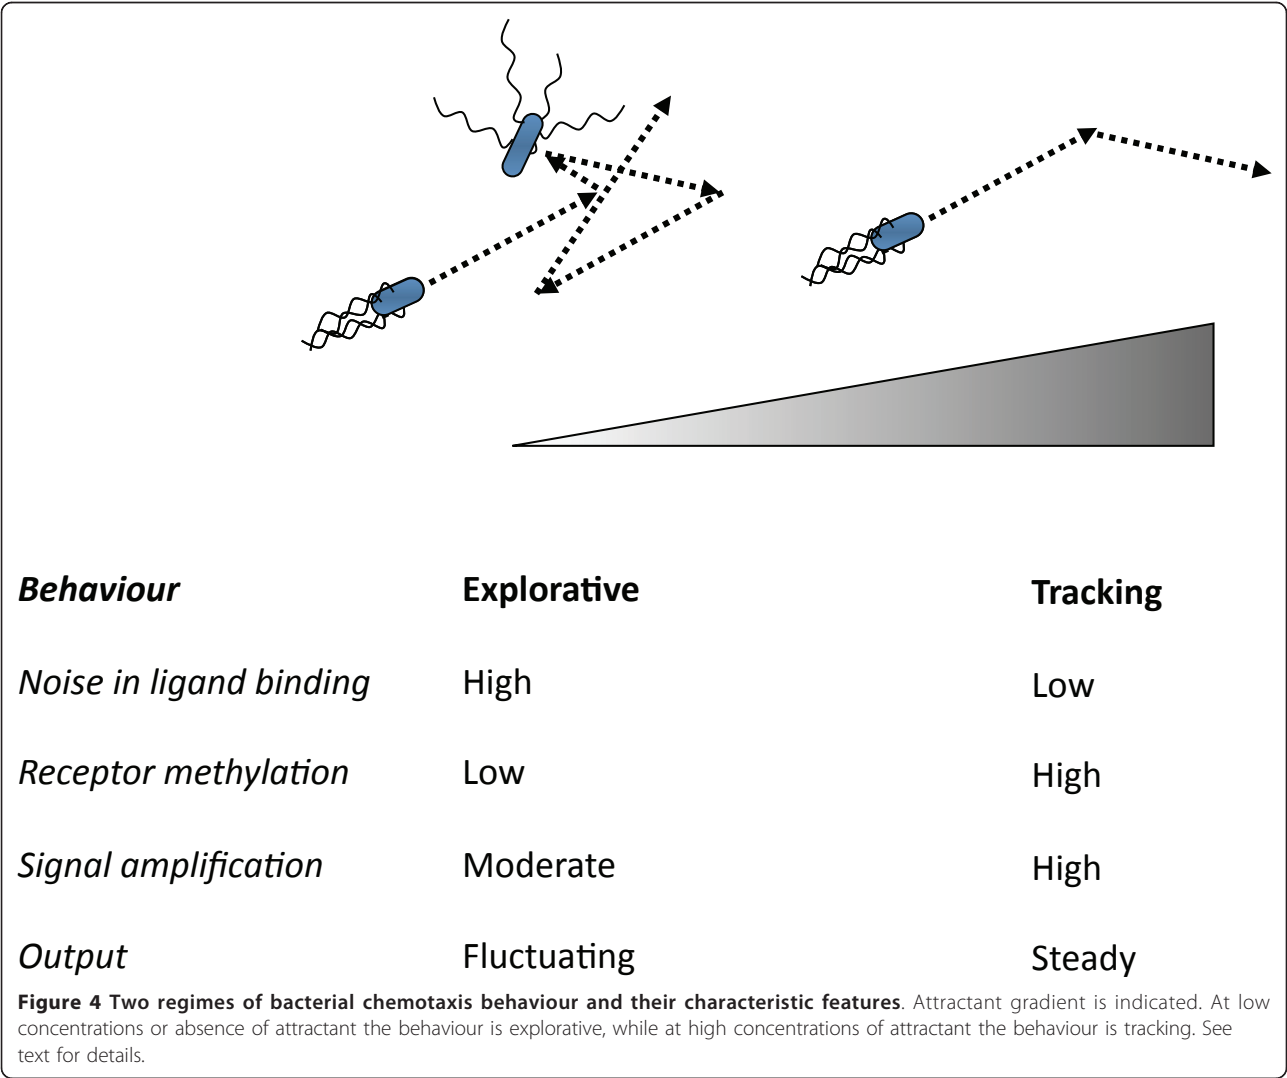 Behaviour Explorative Tracking
Noise in ligand binding High Low
Receptor methylation Low High
Signal amplification Moderate High
Output Fluctuating Steady
Figure 4 Two regimes of bacterial chemotaxis behaviour and their characteristic features. Attractant gradient is indicated. At low
concentrations or absence of attractant the behaviour is explorative, while at high concentrations of attractant the behaviour is tracking. See
text for details.